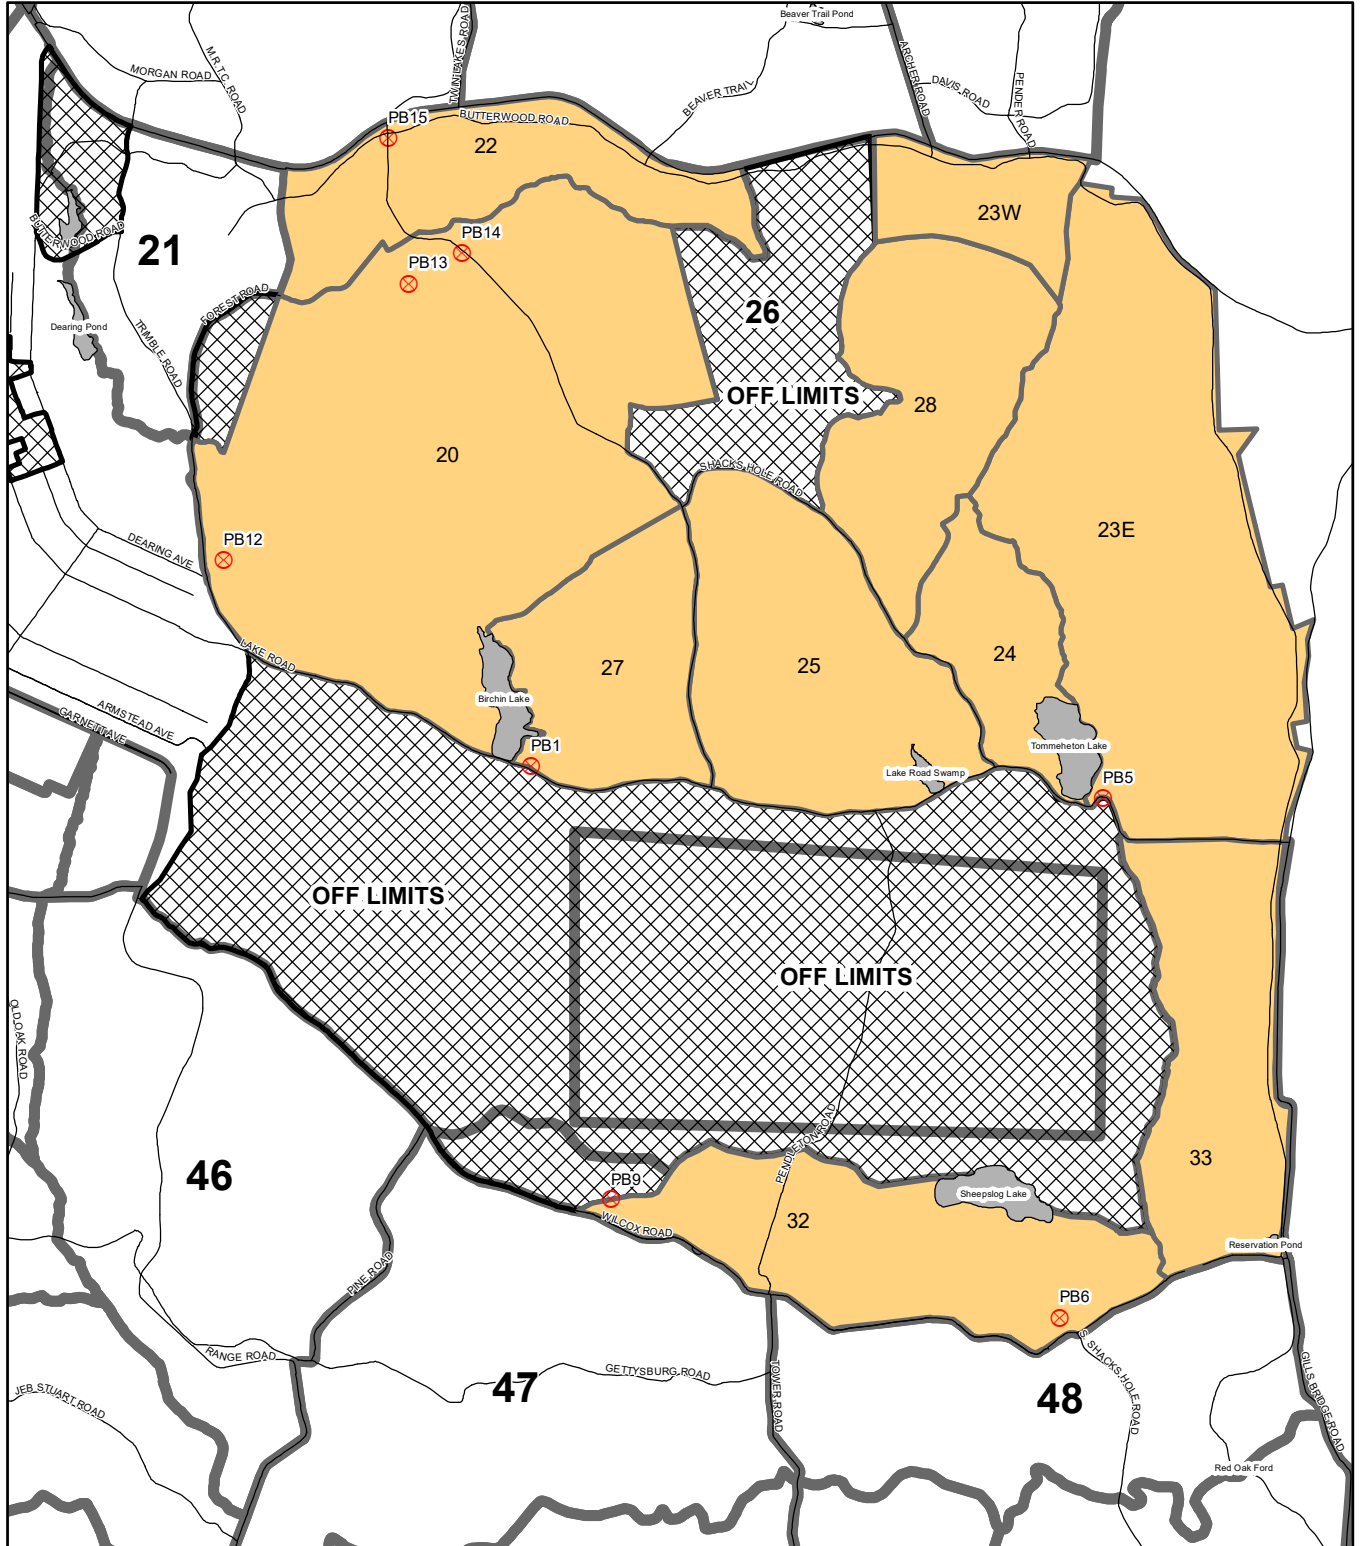 Beaver Trail Pond
MORGAN ROAD
M.R.T.C. ROAD
TWIN LAKES ROAD
BEAVER TRAIL
ARCHER ROAD
DAVIS ROAD
PENDER ROAD
PB15
BUTTERWOOD ROAD
22
23W
BUTTERWOOD ROAD
21
PB14
PB13
FOREST ROAD
26
Dearing Pond
TRIMBLE ROAD
OFF LIMITS
28
20
SHACKS HOLE ROAD
23E
DEARING AVE
PB12
LAKE ROAD
27
25
24
Birchin Lake
ARMSTEAD AVE
GARNETT AVE
PB1
Tommeheton Lake
Lake Road Swamp
PB5
OFF LIMITS
OFF LIMITS
OLD OAK ROAD
PENDLETON ROAD
46
33
PB9
Sheepslog Lake
32
WILCOX ROAD
Reservation Pond
PINE ROAD
PB6
RANGE ROAD
GETTYSBURG ROAD
TOWER ROAD
S. SHACKS HOLE ROAD
GILLS BRIDGE ROAD
JEB STUART ROAD
47
48
Red Oak Ford